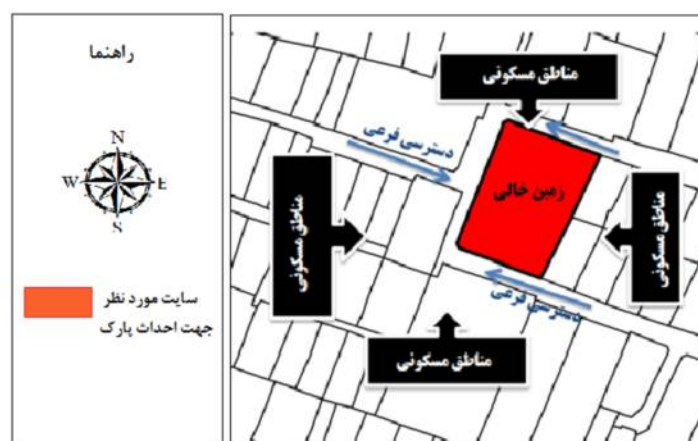 راهنما
N
W E
S
سایت مورد نظر
جهت احداث پارک
مناطق مسکونی
دسترسی فرعی
زمین خالی
مناطق مسکونی
مناطق مسکونی
دسترسی فرعی
مناطق مسکونی